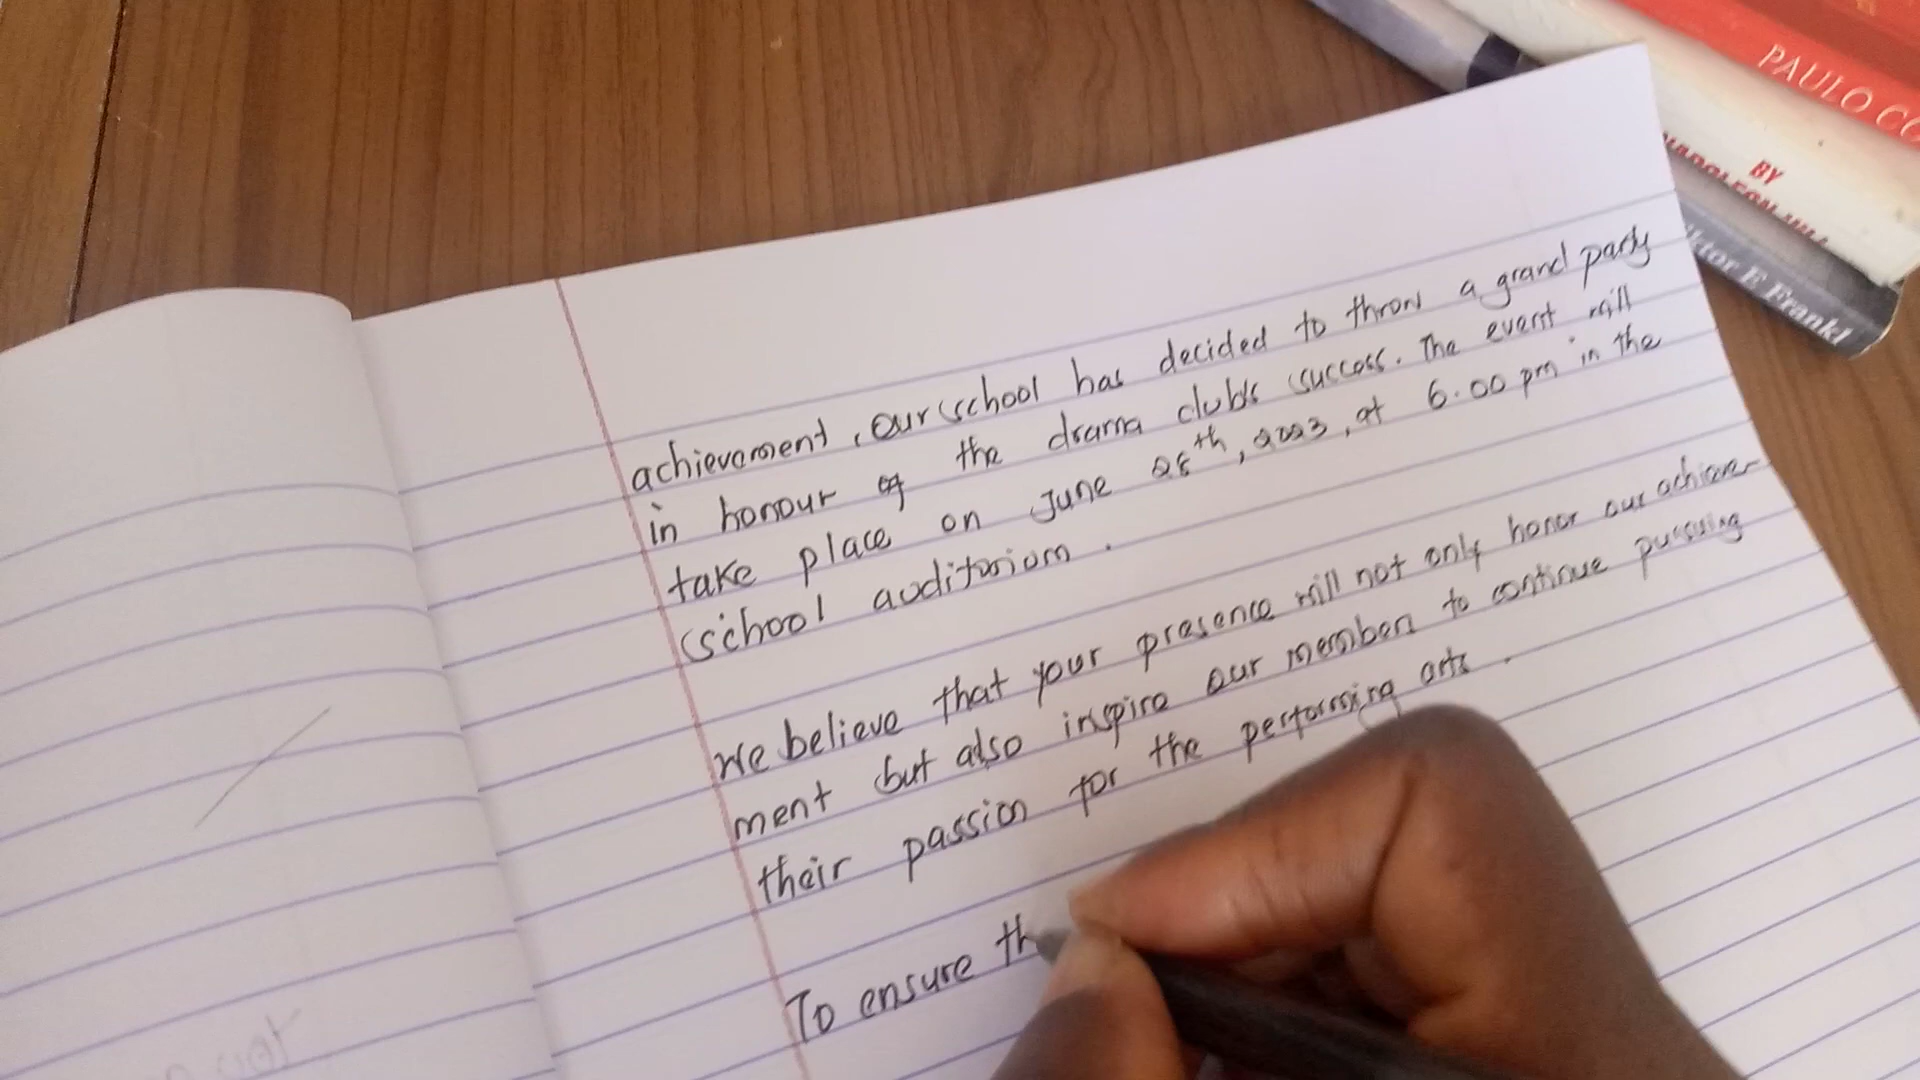 achievement, our school has decided to throw a grand party
in honour of the drama club's success. The event will
take place on June 28th, 2023, at 6.00 pm in the
school auditorium.
We believe that your presence will not only honor our achieve-
ment but also inspire our members to continue pursuing
their passion for the performing arts.
To ensure th
PAULO CO
BY
NAPOLEON HILL
ktor E Frankl